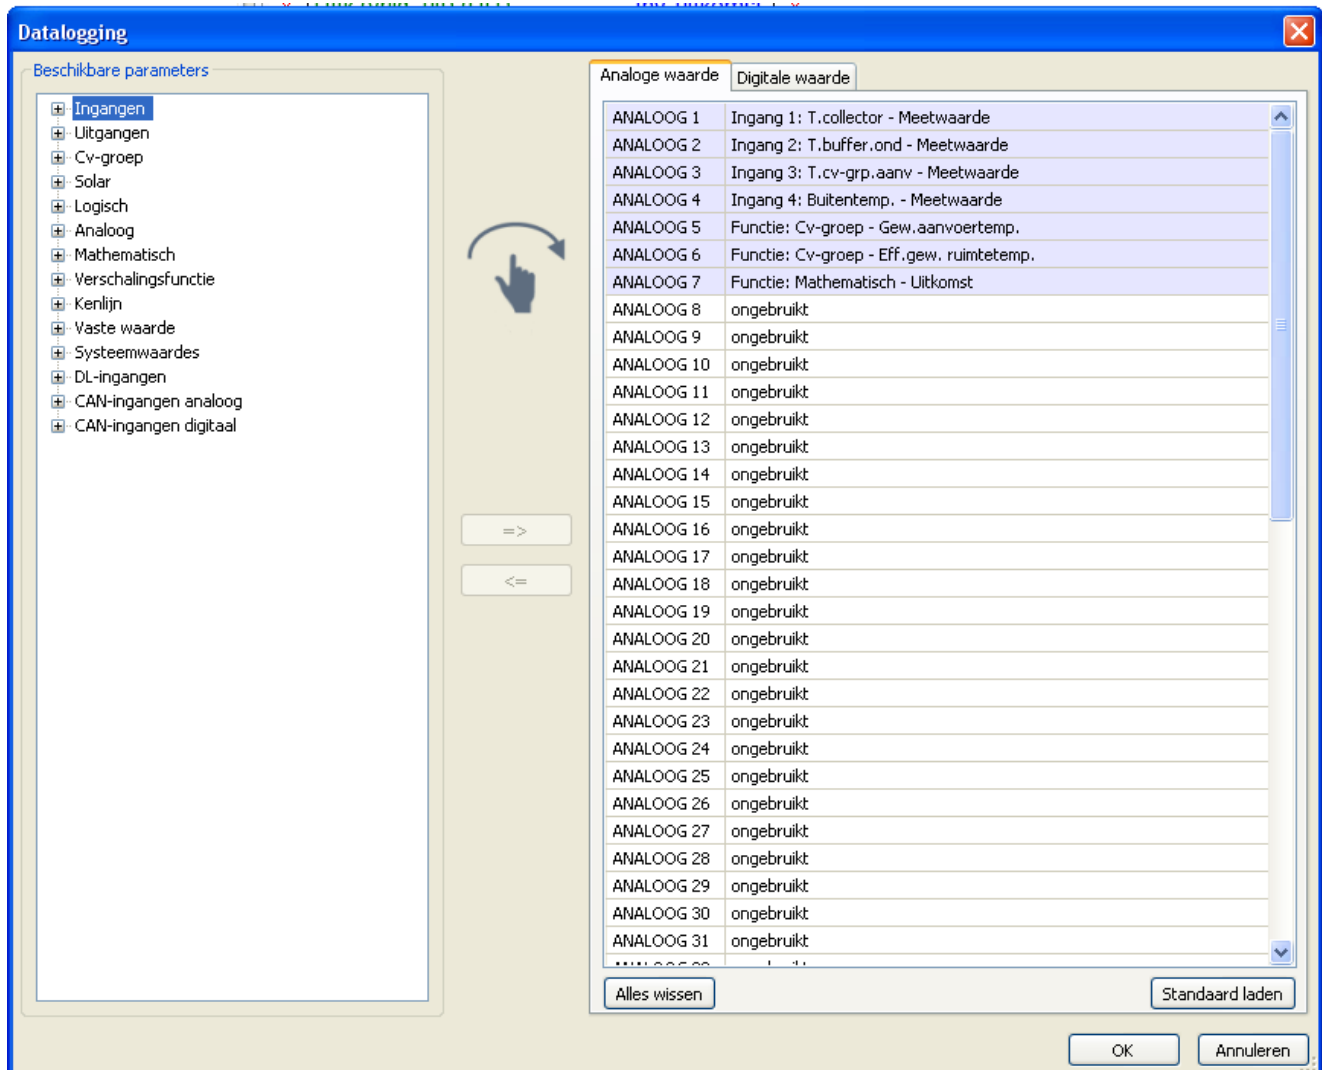 Datalogging
Beschikbare parameters
Ingangen
Uitgangen
Cv-groep
Solar
Logisch
Analoog
Mathematisch
Verschalingsfunctie
Kenlijn
Vaste waarde
Systeemwaardes
DL-ingangen
CAN-ingangen analoog
CAN-ingangen digitaal
=>
<=
Analoge waarde Digitale waarde
ANALOOG 1 Ingang 1: T.collector - Meetwaarde
ANALOOG 2 Ingang 2: T.buffer.ond - Meetwaarde
ANALOOG 3 Ingang 3: T.cv-grp.aanv - Meetwaarde
ANALOOG 4 Ingang 4: Buitentemp. - Meetwaarde
ANALOOG 5 Functie: Cv-groep - Gew.aanvoertemp.
ANALOOG 6 Functie: Cv-groep - Eff.gew. ruimtetemp.
ANALOOG 7 Functie: Mathematisch - Uitkomst
ANALOOG 8 ongebruikt
ANALOOG 9 ongebruikt
ANALOOG 10 ongebruikt
ANALOOG 11 ongebruikt
ANALOOG 12 ongebruikt
ANALOOG 13 ongebruikt
ANALOOG 14 ongebruikt
ANALOOG 15 ongebruikt
ANALOOG 16 ongebruikt
ANALOOG 17 ongebruikt
ANALOOG 18 ongebruikt
ANALOOG 19 ongebruikt
ANALOOG 20 ongebruikt
ANALOOG 21 ongebruikt
ANALOOG 22 ongebruikt
ANALOOG 23 ongebruikt
ANALOOG 24 ongebruikt
ANALOOG 25 ongebruikt
ANALOOG 26 ongebruikt
ANALOOG 27 ongebruikt
ANALOOG 28 ongebruikt
ANALOOG 29 ongebruikt
ANALOOG 30 ongebruikt
ANALOOG 31 ongebruikt
Alles wissen Standaard laden
OK Annuleren